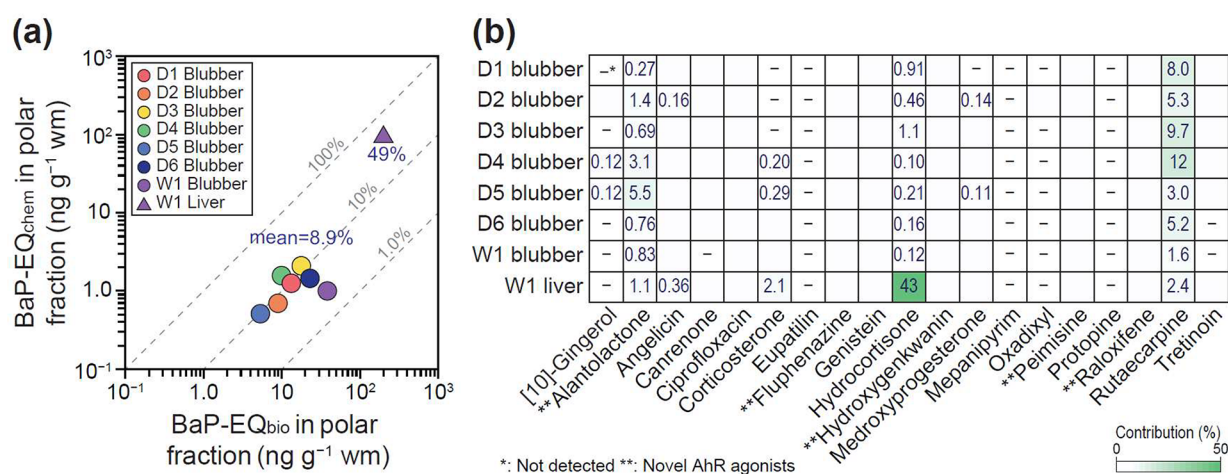 (a)
BaP-EQchem in polar
fraction (ng g⁻¹ wm)
10³
10²
10
1.0
10⁻¹
10⁻¹
1.0
10
10²
10³
D1 Blubber
D2 Blubber
D3 Blubber
D4 Blubber
D5 Blubber
D6 Blubber
W1 Blubber
W1 Liver
100%
10%
1.0%
49%
mean=8.9%
BaP-EQbio in polar
fraction (ng g⁻¹ wm)
(b)
D1 blubber –* 0.27 – – 0.91 – – – – 8.0
D2 blubber 1.4 0.16 – – 0.46 0.14 – – 5.3
D3 blubber – 0.69 – – 1.1 – – – 9.7
D4 blubber 0.12 3.1 0.20 – 0.10 – – 12
D5 blubber 0.12 5.5 0.29 – 0.21 0.11 – – 3.0
D6 blubber – 0.76 – 0.16 – – 5.2 –
W1 blubber – 0.83 – – 0.12 – – 1.6 –
W1 liver – 1.1 0.36 2.1 – 43 – – – 2.4
[10]-Gingerol
**Alantolactone
Angelicin
Canrenone
Ciprofloxacin
Corticosterone
Eupatilin
**Fluphenazine
Genistein
Hydrocortisone
**Hydroxygenkwanin
Medroxyprogesterone
Mepanipyrim
Oxadixyl
**Peimisine
Protopine
**Raloxifene
Rutaecarpine
Tretinoin
Contribution (%)
0 50
*: Not detected **: Novel AhR agonists